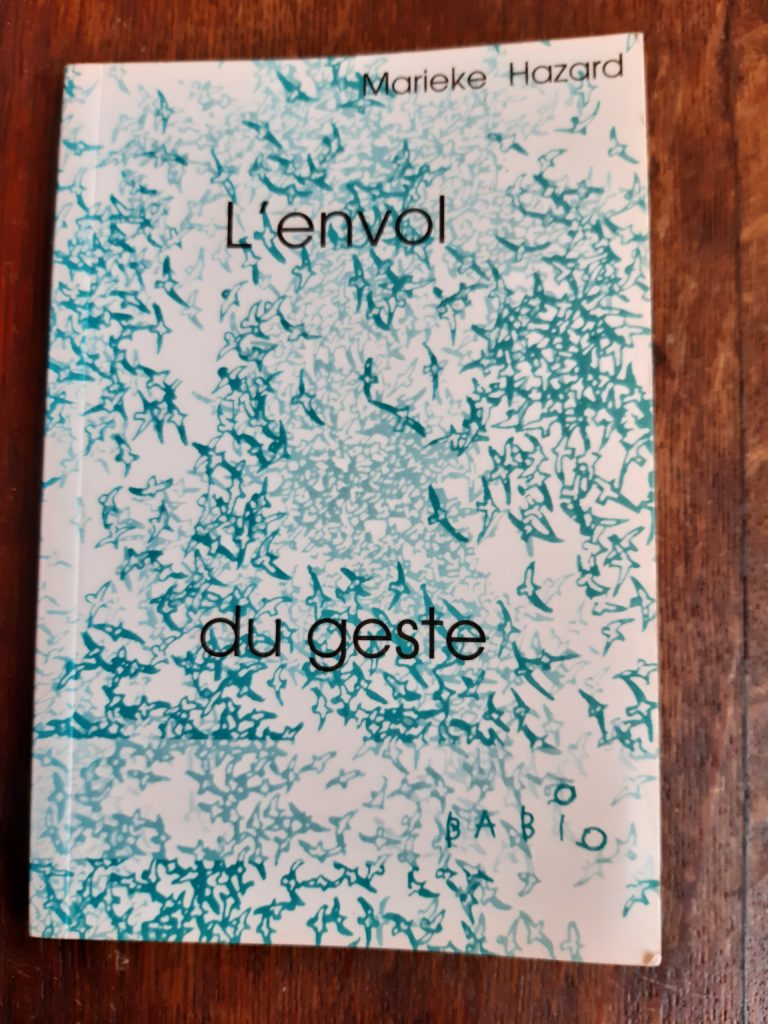 Marieke Hazard
L'envol
du geste
BABIO